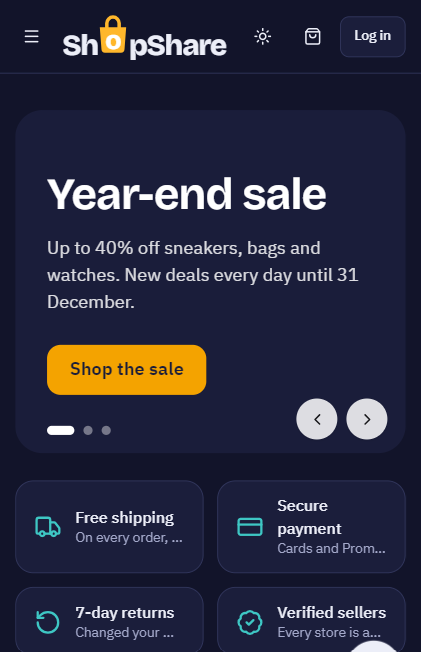 ShopShare
Log in
Year-end sale
Up to 40% off sneakers, bags and
watches. New deals every day until 31
December.
Shop the sale
Free shipping
On every order, ...
Secure
payment
Cards and Prom...
7-day returns
Changed your ...
Verified sellers
Every store is a...